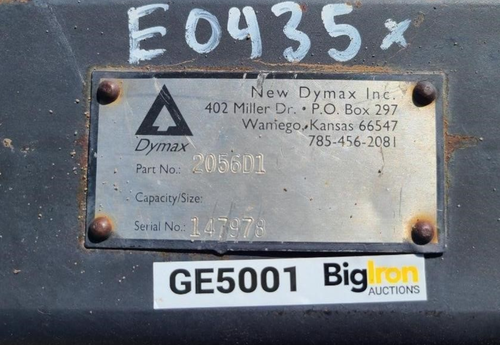 E0435x
New Dymax Inc.
402 Miller Dr. • P.O. Box 297
Wamego, Kansas 66547
785-456-2081
Dymax
Part No.: 2056D1
Capacity/Size:
Serial No.: 147978
GE5001 BigIron
AUCTIONS